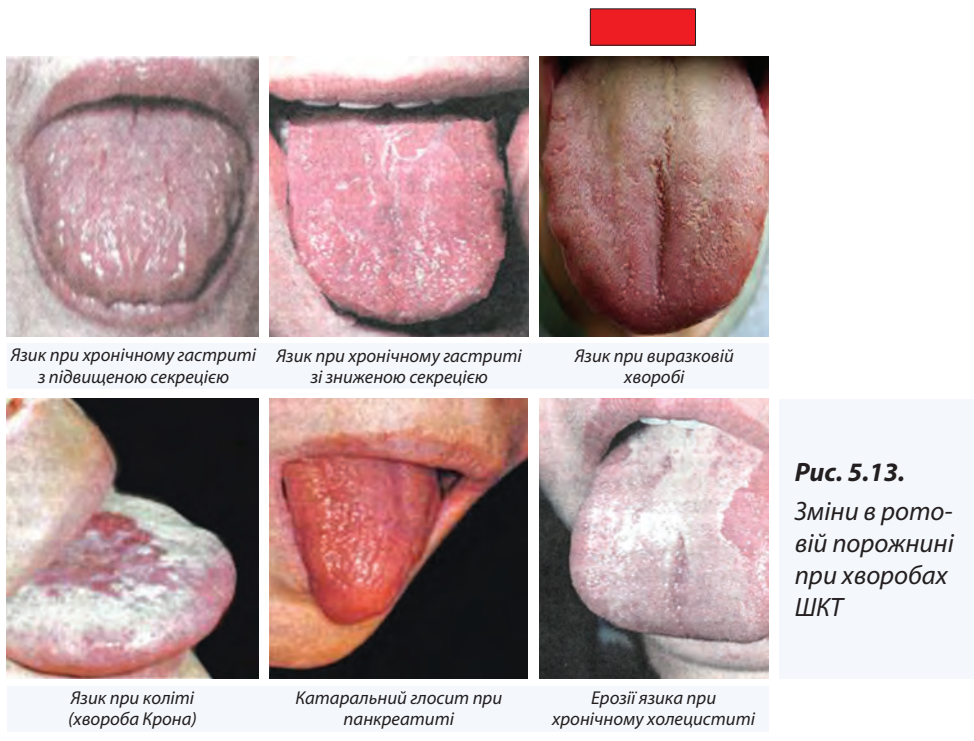 Язик при хронічному гастриті
з підвищеною секрецією
Язик при хронічному гастриті
зі зниженою секрецією
Язик при виразковій
хворобі
Язик при коліті
(хвороба Крона)
Катаральний глосит при
панкреатиті
Ерозії язика при
хронічному холециститі
Рис. 5.13.
Зміни в рото-
вій порожнині
при хворобах
ШКТ